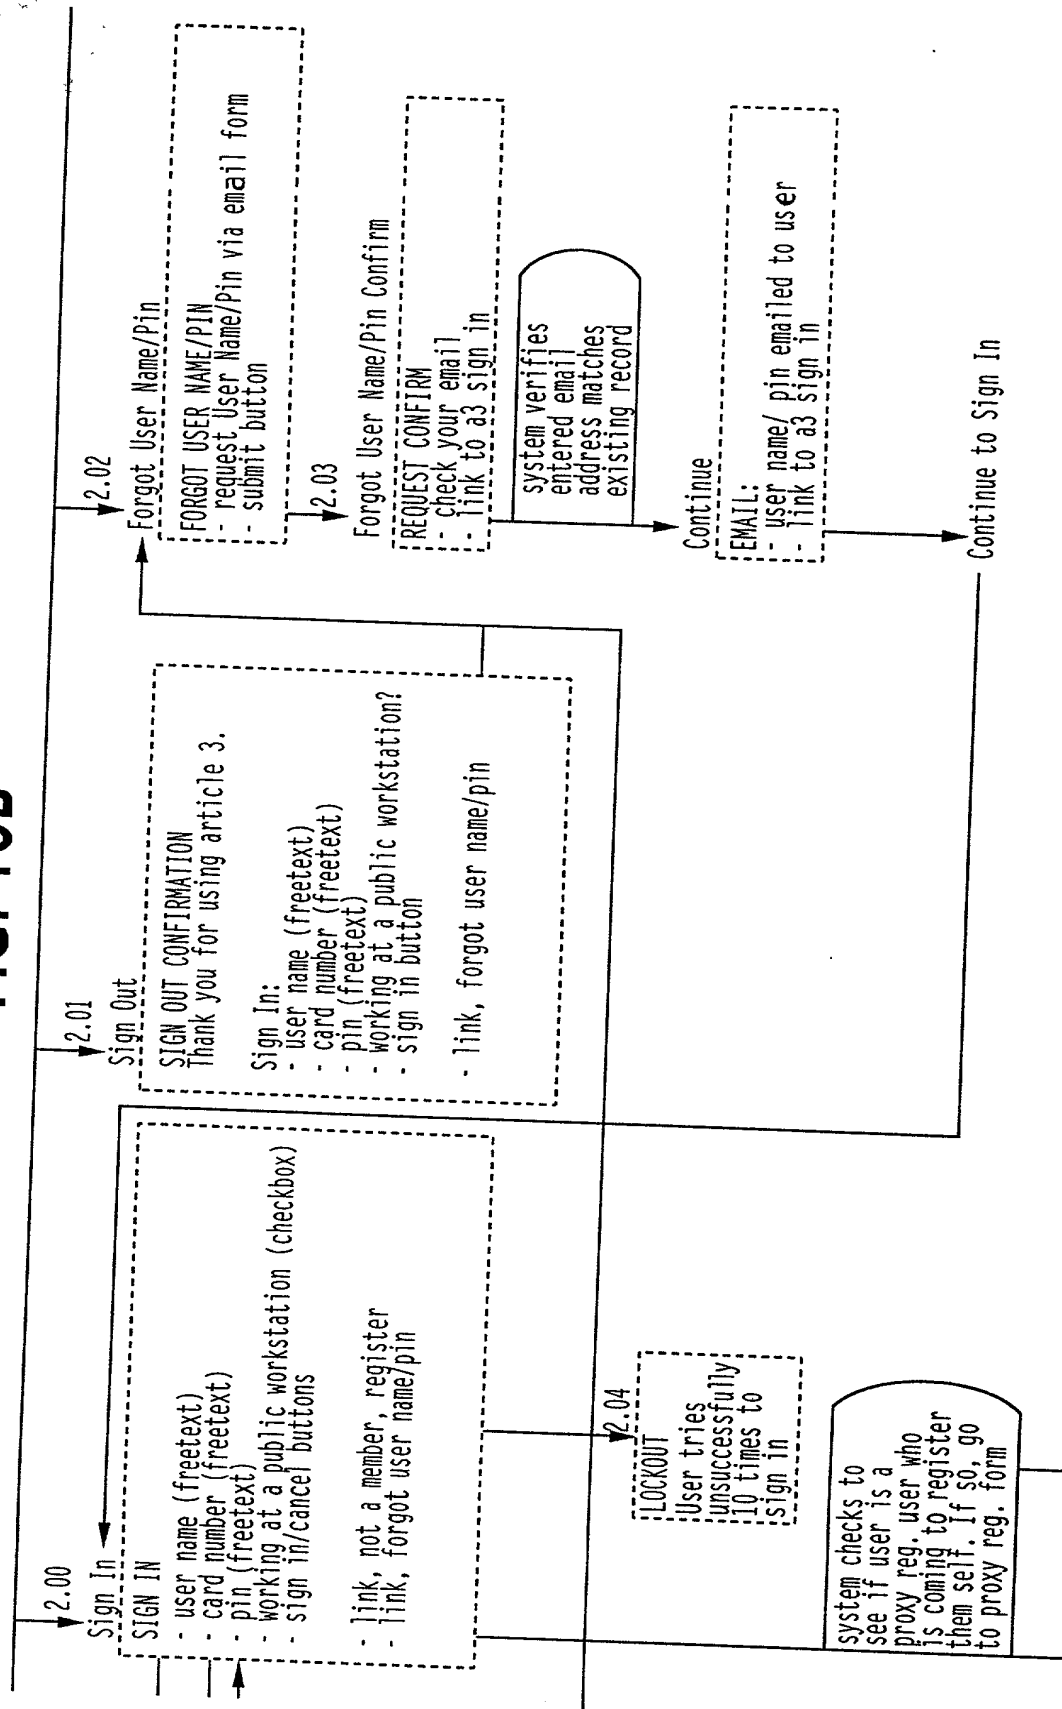 2.00
Sign In
SIGN IN
- user name (freetext)
- card number (freetext)
- pin (freetext)
- working at a public workstation (checkbox)
- sign in/cancel buttons
- link, not a member, register
- link, forgot user name/pin
2.04
LOCKOUT
User tries
unsuccessfully
10 times to
sign in
system checks to
see if user is a
proxy reg. user who
is coming to register
them self. If so, go
to proxy reg. form
2.01
Sign Out
SIGN OUT CONFIRMATION
Thank you for using article 3.
Sign In:
- user name (freetext)
- card number (freetext)
- pin (freetext)
- working at a public workstation?
- sign in button
- link, forgot user name/pin
2.02
Forgot User Name/Pin
FORGOT USER NAME/PIN
- request User Name/Pin via email form
- submit button
2.03
Forgot User Name/Pin Confirm
REQUEST CONFIRM
- check your email
- link to a3 sign in
system verifies
entered email
address matches
existing record
Continue
EMAIL:
- user name/ pin emailed to user
- link to a3 sign in
Continue to Sign In